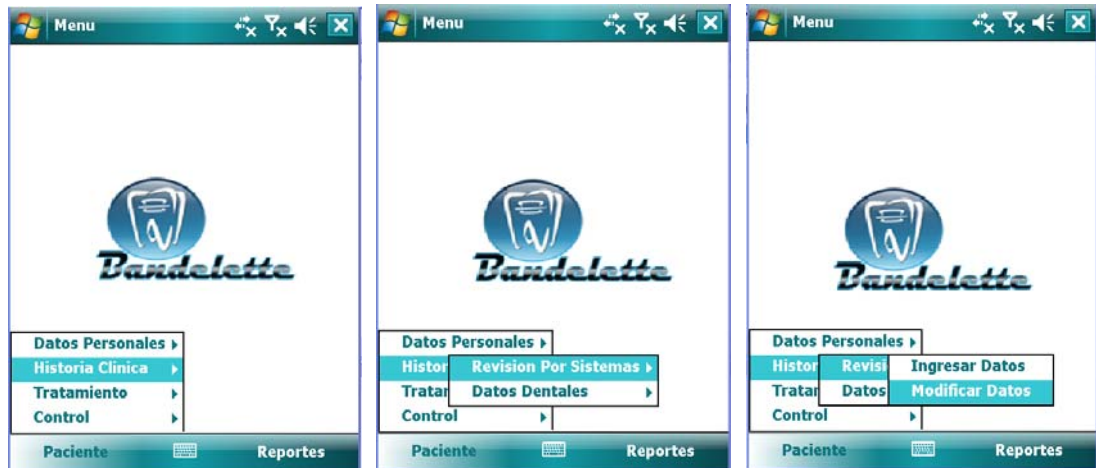 Menu
Bandelette
Datos Personales
Historia Clinica
Tratamiento
Control
Paciente
Reportes
Menu
Bandelette
Datos Personales
Histor
Revision Por Sistemas
Tratar
Datos Dentales
Control
Paciente
Reportes
Menu
Bandelette
Datos Personales
Histor
Revisi
Ingresar Datos
Tratar
Datos
Modificar Datos
Control
Paciente
Reportes